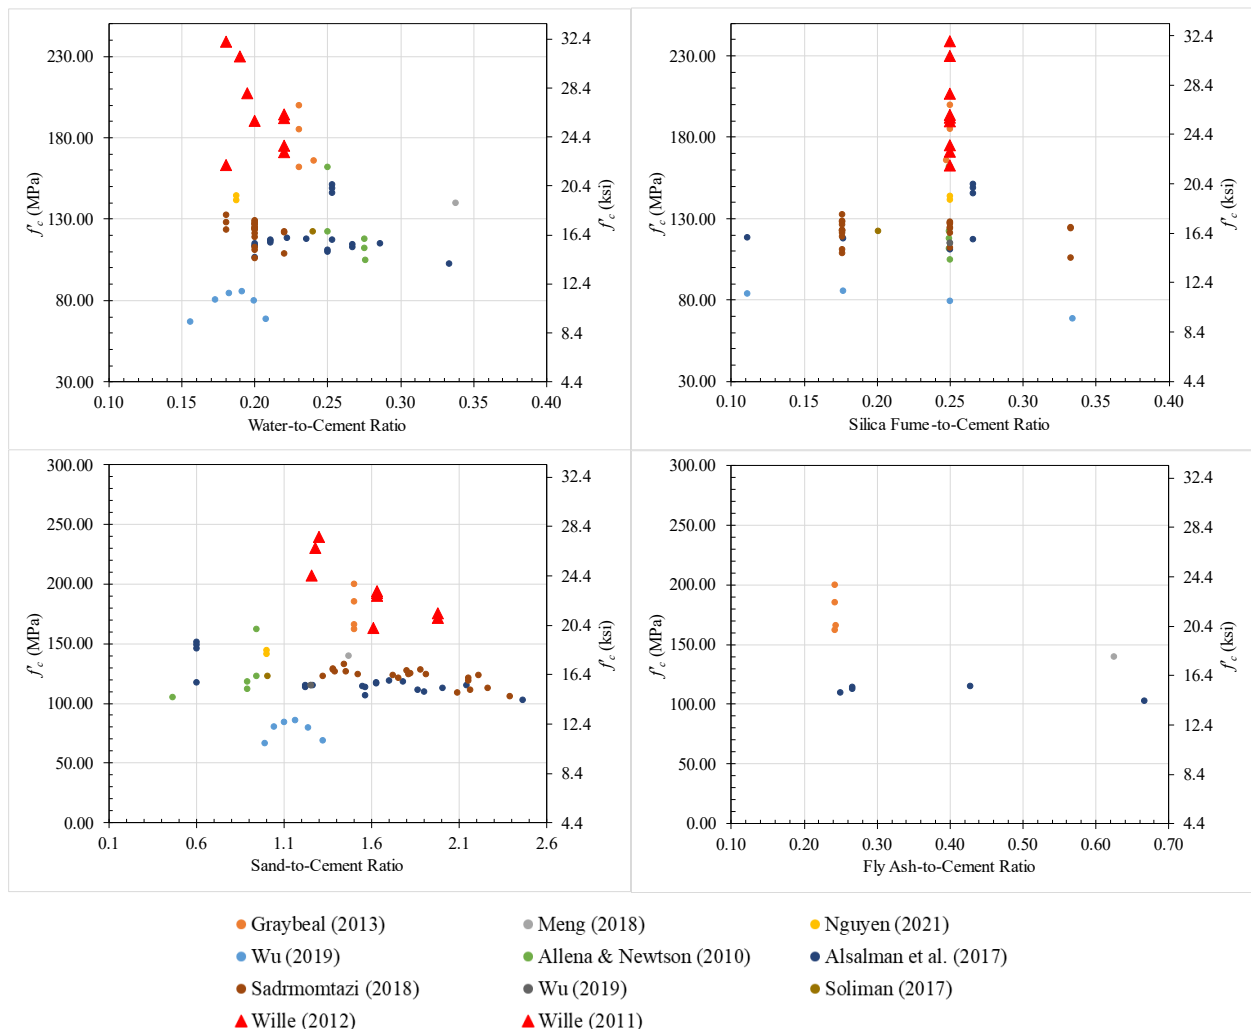 230.00
180.00
130.00
80.00
30.00
f'c (MPa)
32.4
28.4
24.4
20.4
16.4
12.4
8.4
4.4
f'c (ksi)
0.10 0.15 0.20 0.25 0.30 0.35 0.40
Water-to-Cement Ratio
230.00
180.00
130.00
80.00
30.00
f'c (MPa)
32.4
28.4
24.4
20.4
16.4
12.4
8.4
4.4
f'c (ksi)
0.10 0.15 0.20 0.25 0.30 0.35 0.40
Silica Fume-to-Cement Ratio
300.00
250.00
200.00
150.00
100.00
50.00
0.00
f'c (MPa)
32.4
28.4
24.4
20.4
16.4
12.4
8.4
4.4
f'c (ksi)
0.1 0.6 1.1 1.6 2.1 2.6
Sand-to-Cement Ratio
300.00
250.00
200.00
150.00
100.00
50.00
0.00
f'c (MPa)
32.4
28.4
24.4
20.4
16.4
12.4
8.4
4.4
f'c (ksi)
0.10 0.20 0.30 0.40 0.50 0.60 0.70
Fly Ash-to-Cement Ratio
Graybeal (2013) Meng (2018) Nguyen (2021)
Wu (2019) Allena & Newtson (2010) Alsalman et al. (2017)
Sadrmomtazi (2018) Wu (2019) Soliman (2017)
Wille (2012) Wille (2011)